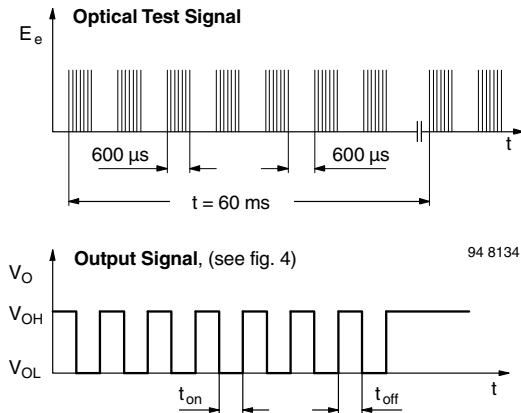 Optical Test Signal
E e
t
600 µs
600 µs
t = 60 ms
Output Signal, (see fig. 4)
94 8134
VO
VOH
VOL
t
ton
toff